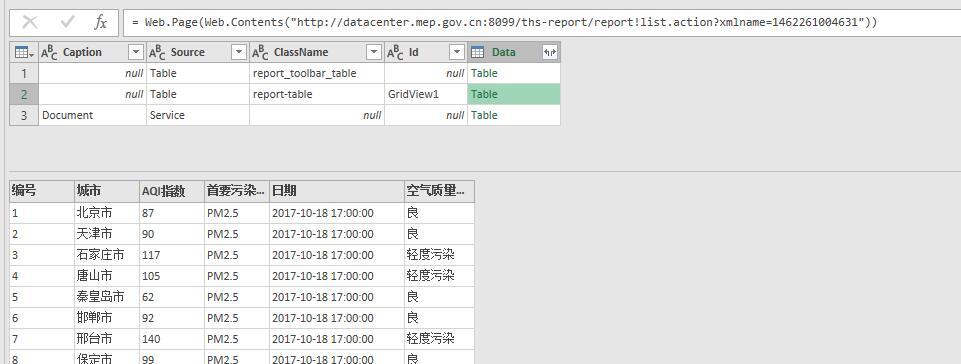 fx = Web.Page(Web.Contents("http://datacenter.mep.gov.cn:8099/ths-report/report!list.action?xmlname=1462261004631"))
ABC Caption ABC Source ABC ClassName ABC Id Data
1 null Table report_toolbar_table null Table
2 null Table report-table GridView1 Table
3 Document Service null null Table
编号 城市 AQI指数 首要污染... 日期 空气质量...
1 北京市 87 PM2.5 2017-10-18 17:00:00 良
2 天津市 90 PM2.5 2017-10-18 17:00:00 良
3 石家庄市 117 PM2.5 2017-10-18 17:00:00 轻度污染
4 唐山市 105 PM2.5 2017-10-18 17:00:00 轻度污染
5 秦皇岛市 62 PM2.5 2017-10-18 17:00:00 良
6 邯郸市 92 PM2.5 2017-10-18 17:00:00 良
7 邢台市 140 PM2.5 2017-10-18 17:00:00 轻度污染
8 保定市 99 PM2.5 2017-10-18 17:00:00 良